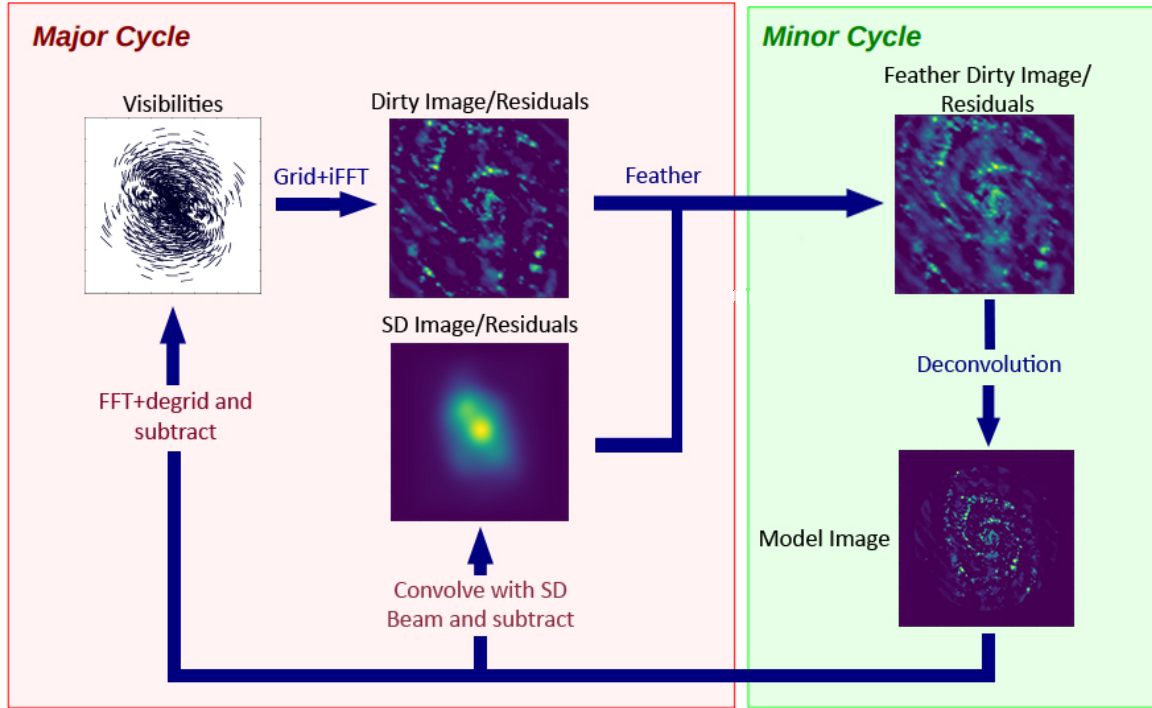 Major Cycle
Minor Cycle
Visibilities
Dirty Image/Residuals
Feather Dirty Image/
Residuals
Grid+iFFT
Feather
SD Image/Residuals
Deconvolution
FFT+degrid and
subtract
Model Image
Convolve with SD
Beam and subtract